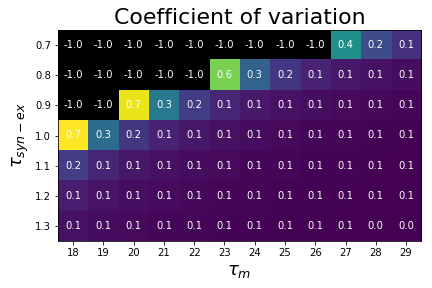 Coefficient of variation
τsyn−ex
0.7 -1.0 -1.0 -1.0 -1.0 -1.0 -1.0 -1.0 -1.0 -1.0 0.4 0.2 0.1
0.8 -1.0 -1.0 -1.0 -1.0 -1.0 0.6 0.3 0.2 0.1 0.1 0.1 0.1
0.9 -1.0 -1.0 0.7 0.3 0.2 0.1 0.1 0.1 0.1 0.1 0.1 0.1
1.0 0.7 0.3 0.2 0.1 0.1 0.1 0.1 0.1 0.1 0.1 0.1 0.1
1.1 0.2 0.1 0.1 0.1 0.1 0.1 0.1 0.1 0.1 0.1 0.1 0.1
1.2 0.1 0.1 0.1 0.1 0.1 0.1 0.1 0.1 0.1 0.1 0.1 0.1
1.3 0.1 0.1 0.1 0.1 0.1 0.1 0.1 0.1 0.1 0.1 0.0 0.0
18 19 20 21 22 23 24 25 26 27 28 29
τm